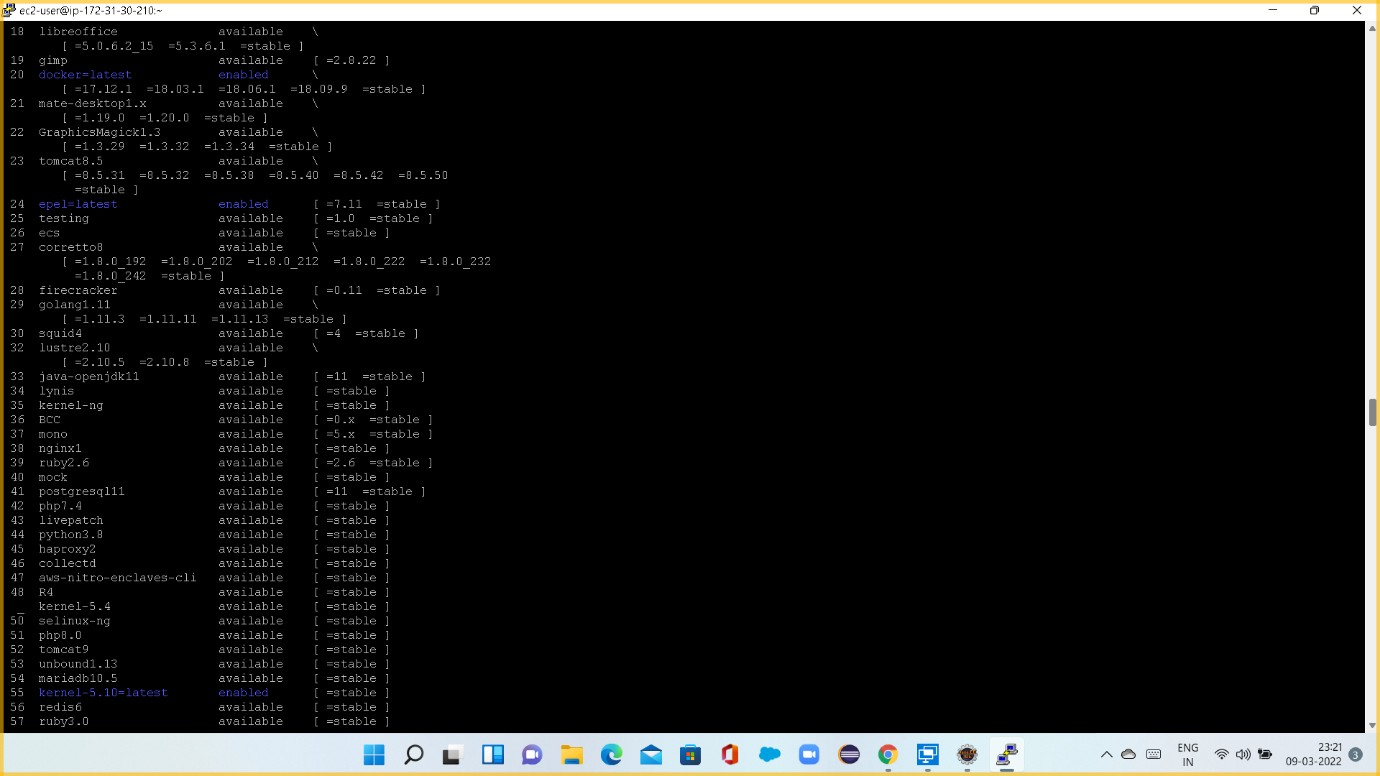 ec2-user@ip-172-31-30-210:~
18 libreoffice available \
[ =5.0.6.2_15 =5.3.6.1 =stable ]
19 gimp available [ =2.8.22 ]
20 docker=latest enabled \
[ =17.12.1 =18.03.1 =18.06.1 =18.09.9 =stable ]
21 mate-desktop1.x available \
[ =1.19.0 =1.20.0 =stable ]
22 GraphicsMagick1.3 available \
[ =1.3.29 =1.3.32 =1.3.34 =stable ]
23 tomcat8.5 available \
[ =8.5.31 =8.5.32 =8.5.38 =8.5.40 =8.5.42 =8.5.50
=stable ]
24 epel=latest enabled [ =7.11 =stable ]
25 testing available [ =1.0 =stable ]
26 ecs available [ =stable ]
27 corretto8 available \
[ =1.8.0_192 =1.8.0_202 =1.8.0_212 =1.8.0_222 =1.8.0_232
=1.8.0_242 =stable ]
28 firecracker available [ =0.11 =stable ]
29 golang1.11 available \
[ =1.11.3 =1.11.11 =1.11.13 =stable ]
30 squid4 available [ =4 =stable ]
32 lustre2.10 available \
[ =2.10.5 =2.10.8 =stable ]
33 java-openjdk11 available [ =11 =stable ]
34 lynis available [ =stable ]
35 kernel-ng available [ =stable ]
36 BCC available [ =0.x =stable ]
37 mono available [ =5.x =stable ]
38 nginx1 available [ =stable ]
39 ruby2.6 available [ =2.6 =stable ]
40 mock available [ =stable ]
41 postgresql11 available [ =11 =stable ]
42 php7.4 available [ =stable ]
43 livepatch available [ =stable ]
44 python3.8 available [ =stable ]
45 haproxy2 available [ =stable ]
46 collectd available [ =stable ]
47 aws-nitro-enclaves-cli available [ =stable ]
48 R4 available [ =stable ]
_ kernel-5.4 available [ =stable ]
50 selinux-ng available [ =stable ]
51 php8.0 available [ =stable ]
52 tomcat9 available [ =stable ]
53 unbound1.13 available [ =stable ]
54 mariadb10.5 available [ =stable ]
55 kernel-5.10=latest enabled [ =stable ]
56 redis6 available [ =stable ]
57 ruby3.0 available [ =stable ]
ENG
IN
23:21
09-03-2022
3